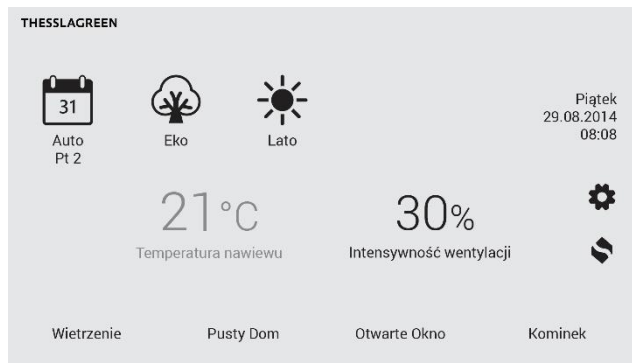 THESSLAGREEN
31
Auto
Pt 2
Eko
Lato
Piątek
29.08.2014
08:08
21°C
Temperatura nawiewu
30%
Intensywność wentylacji
Wietrzenie
Pusty Dom
Otwarte Okno
Kominek